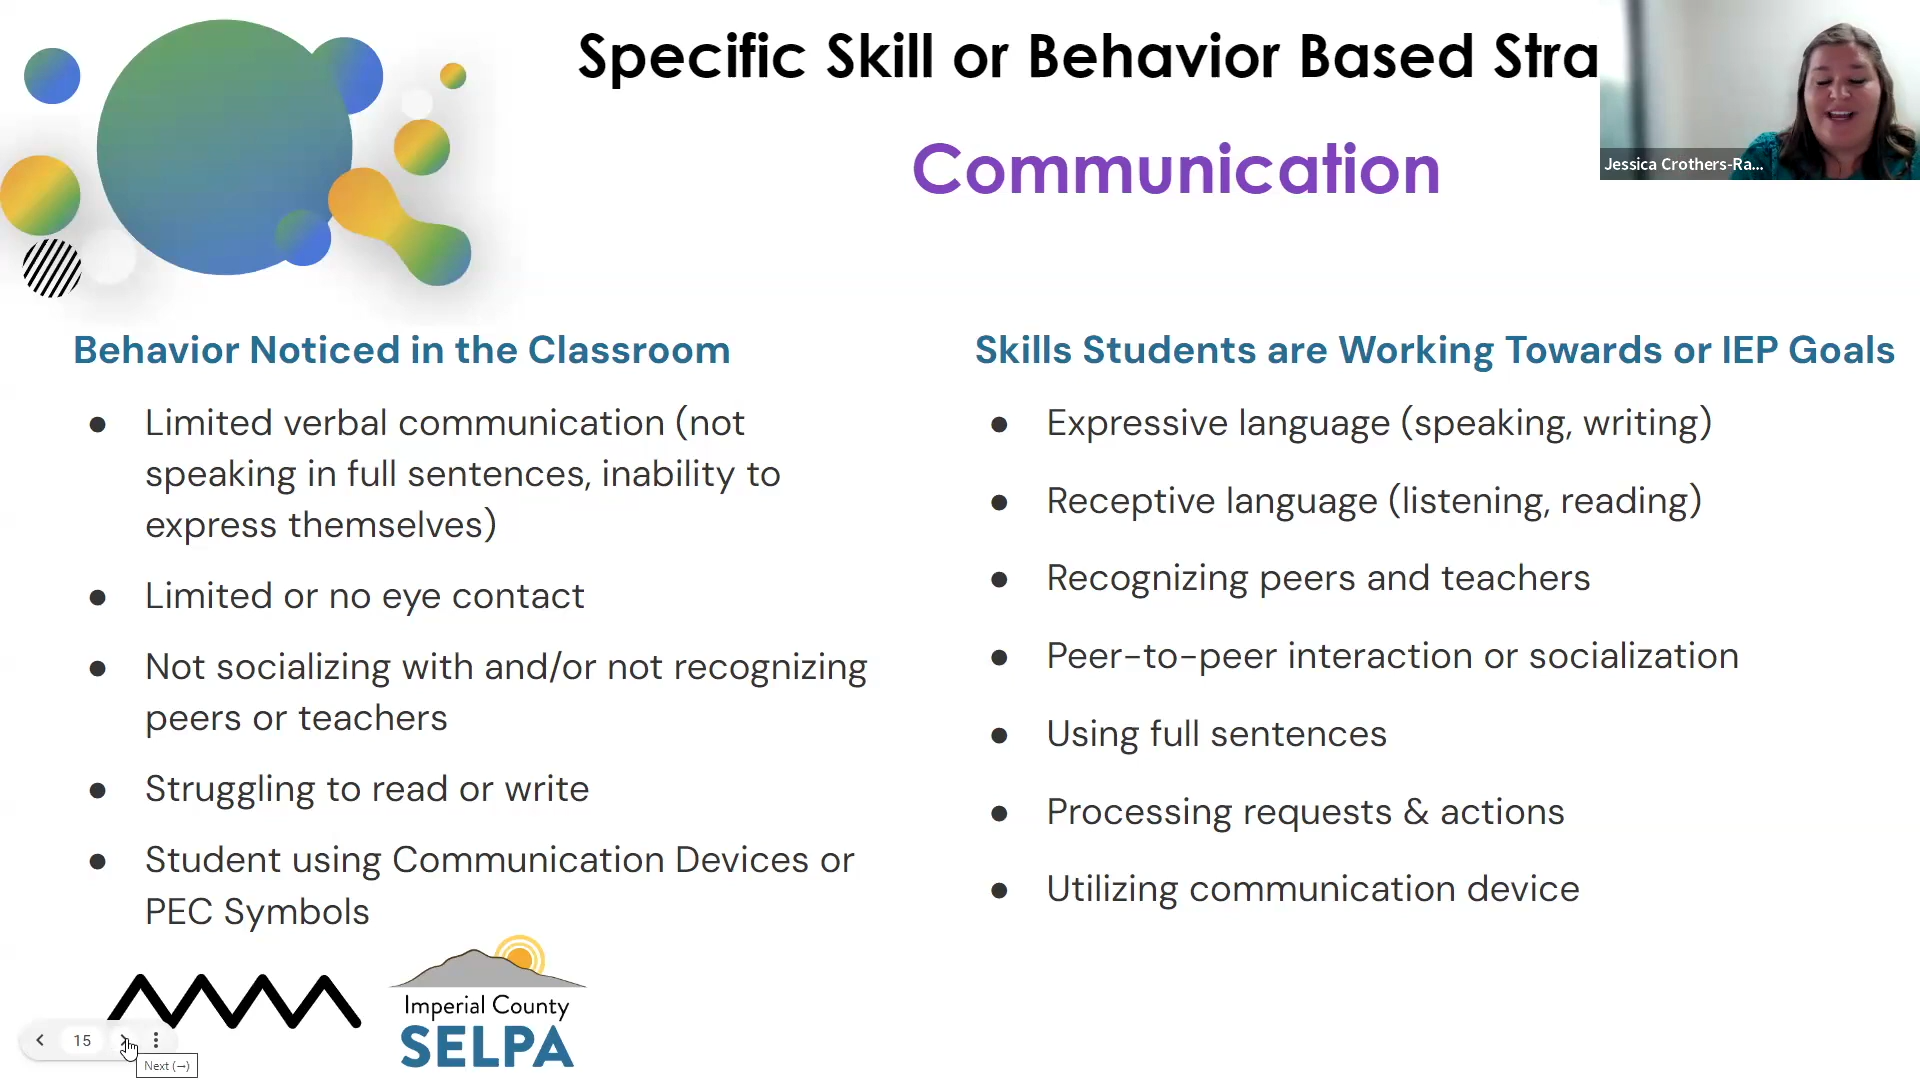 Specific Skill or Behavior Based Stra
Communication
Jessica Crothers-Ra...
Behavior Noticed in the Classroom
● Limited verbal communication (not
speaking in full sentences, inability to
express themselves)
● Limited or no eye contact
● Not socializing with and/or not recognizing
peers or teachers
● Struggling to read or write
● Student using Communication Devices or
PEC Symbols
Skills Students are Working Towards or IEP Goals
● Expressive language (speaking, writing)
● Receptive language (listening, reading)
● Recognizing peers and teachers
● Peer-to-peer interaction or socialization
● Using full sentences
● Processing requests & actions
● Utilizing communication device
Imperial County
SELPA
15
Next (→)